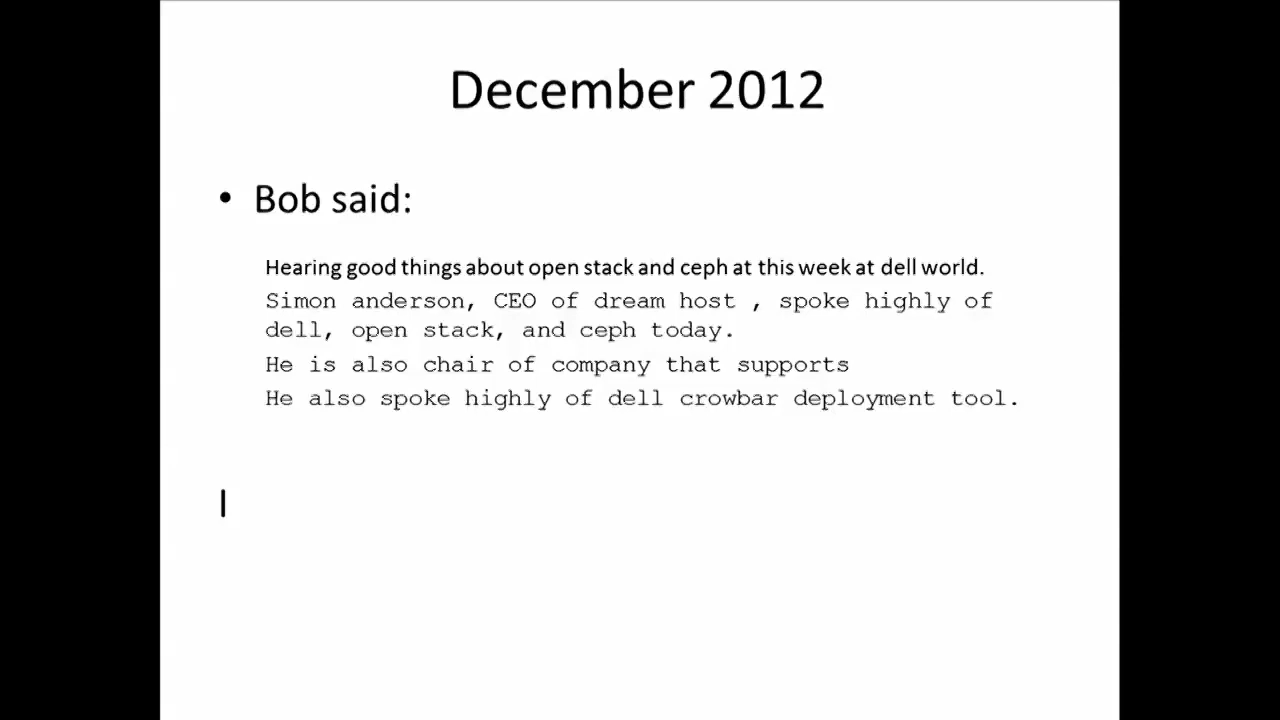 December 2012
• Bob said:
Hearing good things about open stack and ceph at this week at dell world.
Simon anderson, CEO of dream host , spoke highly of
dell, open stack, and ceph today.
He is also chair of company that supports
He also spoke highly of dell crowbar deployment tool.
I